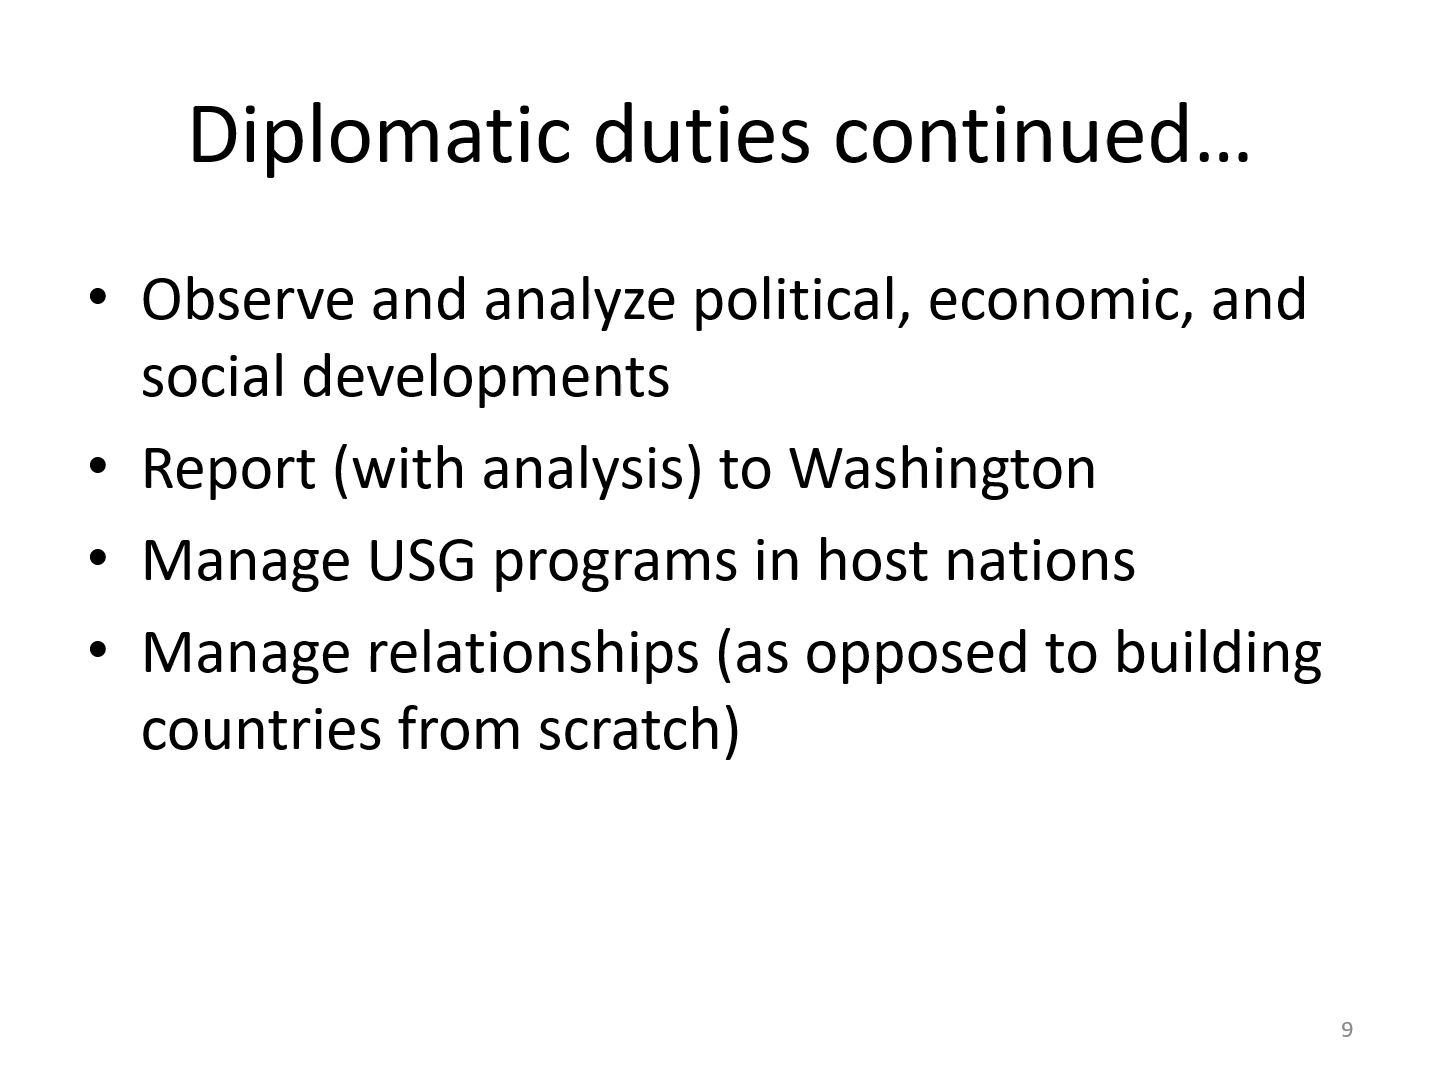 Diplomatic duties continued…
• Observe and analyze political, economic, and
social developments
• Report (with analysis) to Washington
• Manage USG programs in host nations
• Manage relationships (as opposed to building
countries from scratch)
9